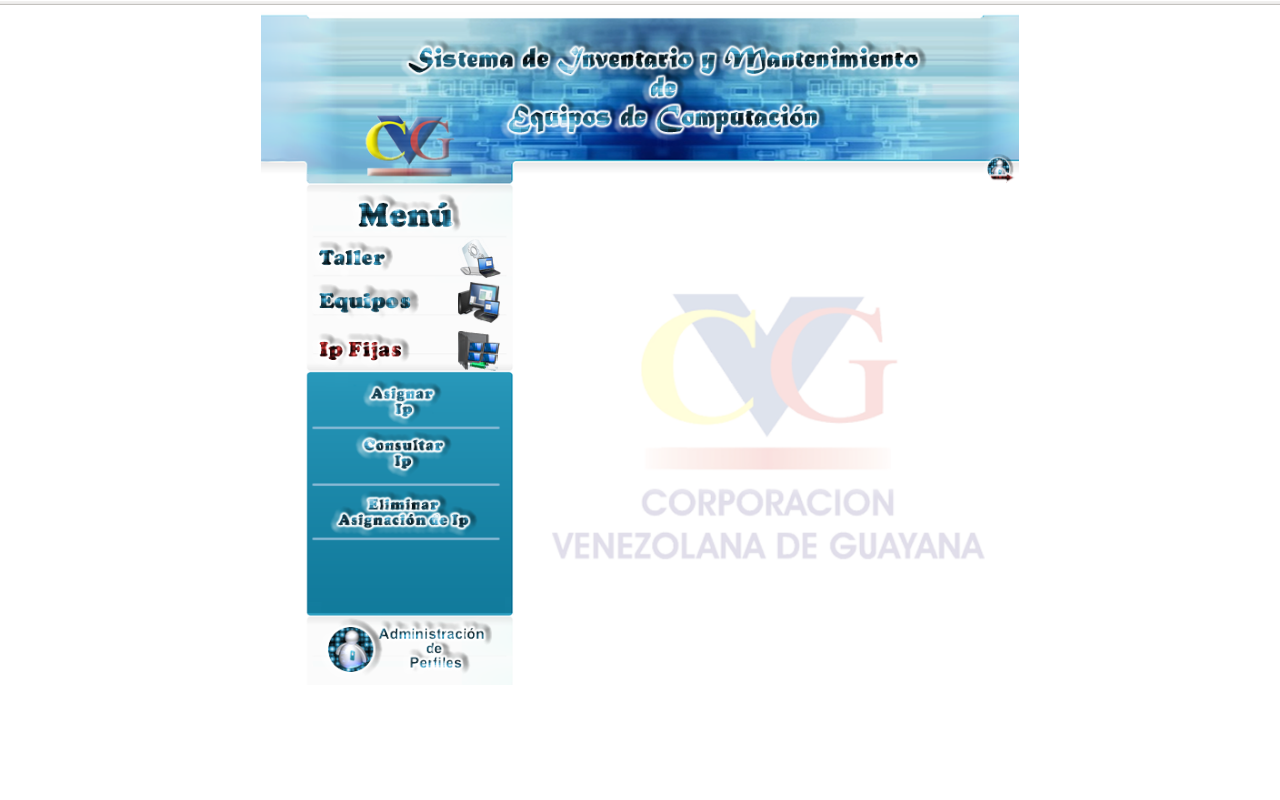 Sistema de Inventario y Mantenimiento
de
Equipos de Computación
CVG
Menú
Taller
Equipos
Ip Fijas
Asignar
Ip
Consultar
Ip
Eliminar
Asignación de Ip
Administración
de
Perfiles
CVG
CORPORACION
VENEZOLANA DE GUAYANA